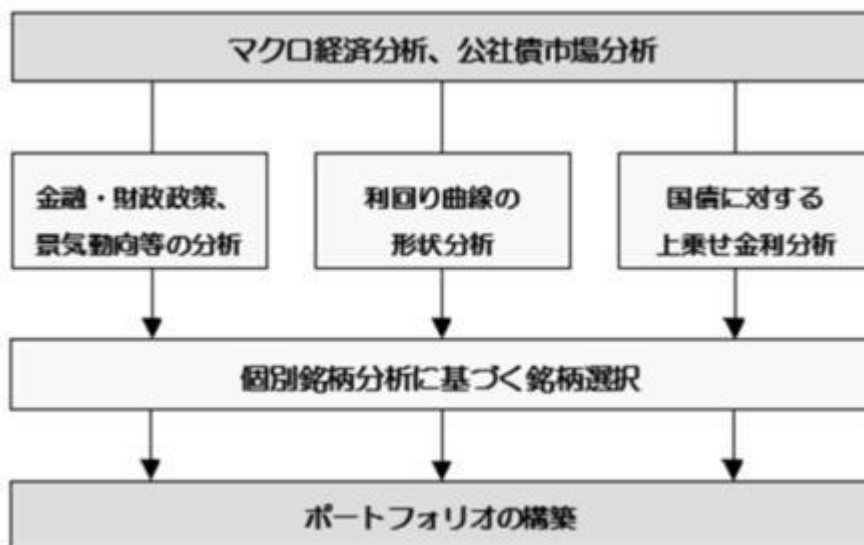 マクロ経済分析、公社債市場分析
金融・財政政策、
景気動向等の分析
利回り曲線の
形状分析
国債に対する
上乗せ金利分析
個別銘柄分析に基づく銘柄選択
ポートフォリオの構築